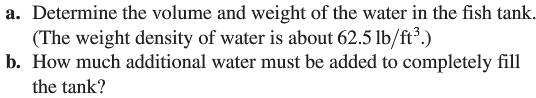 a. Determine the volume and weight of the water in the fish tank.
(The weight density of water is about 62.5 lb/ft³.)
b. How much additional water must be added to completely fill
the tank?